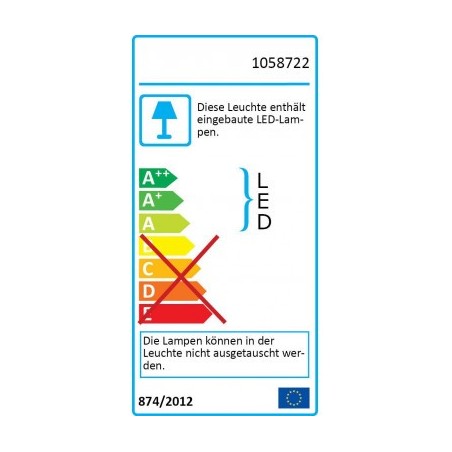 1058722
Diese Leuchte enthält
eingebaute LED-Lam-
pen.
A++
A+
A
B
C
D
E
L
E
D
Die Lampen können in der
Leuchte nicht ausgetauscht wer-
den.
874/2012